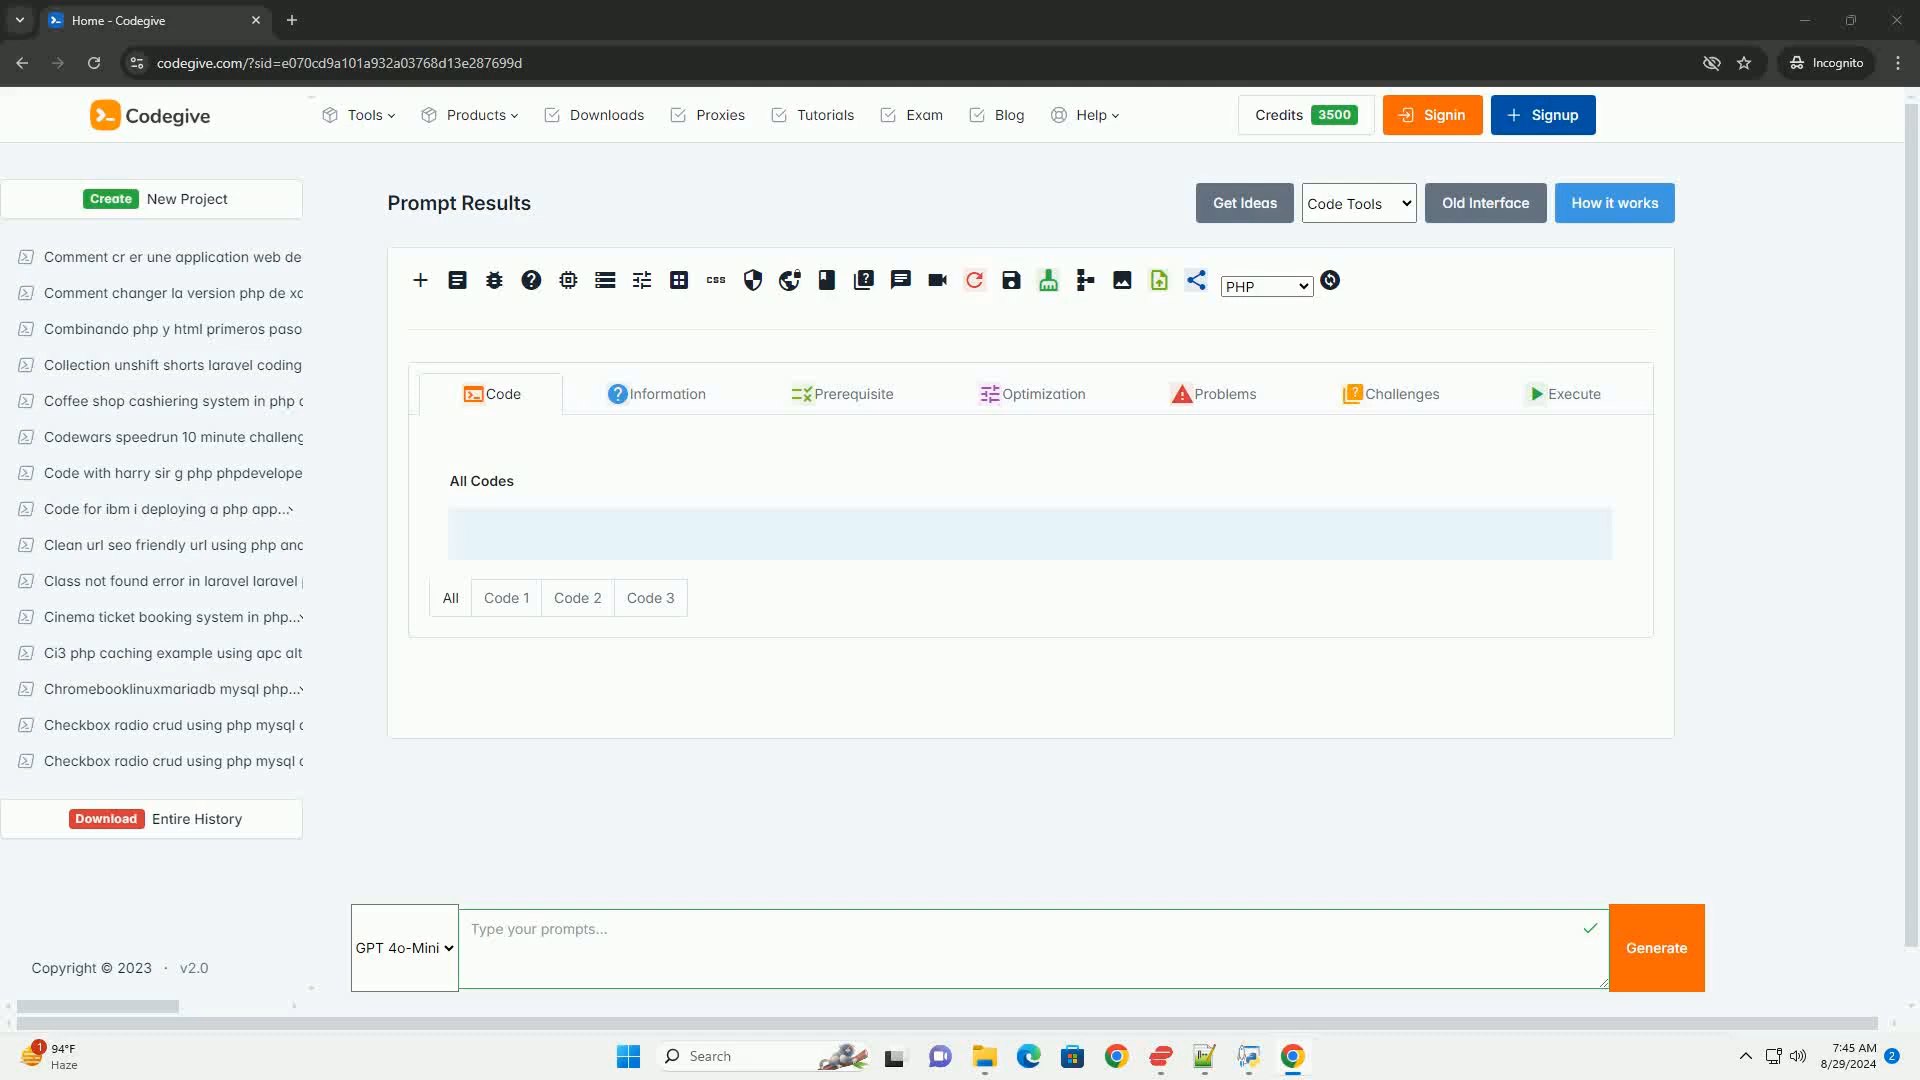 Home - Codegive
codegive.com/?sid=e070cd9a101a932a03768d13e287699d
Incognito
Codegive
Tools
Products
Downloads
Proxies
Tutorials
Exam
Blog
Help
Credits 3500
Signin
Signup
Create New Project
Comment cr er une application web de
Comment changer la version php de xc
Combinando php y html primeros paso
Collection unshift shorts laravel coding
Coffee shop cashiering system in php c
Codewars speedrun 10 minute challeng
Code with harry sir g php phpdevelope
Code for ibm i deploying a php app...
Clean url seo friendly url using php anc
Class not found error in laravel laravel
Cinema ticket booking system in php...
Ci3 php caching example using apc alt
Chromebooklinuxmariadb mysql php...
Checkbox radio crud using php mysql c
Checkbox radio crud using php mysql c
Download Entire History
Copyright © 2023 · v2.0
Prompt Results
Get Ideas
Code Tools
Old Interface
How it works
css
PHP
Code
Information
Prerequisite
Optimization
Problems
Challenges
Execute
All Codes
All
Code 1
Code 2
Code 3
GPT 4o-Mini
Type your prompts...
Generate
1
94°F
Haze
Search
7:45 AM
8/29/2024
2